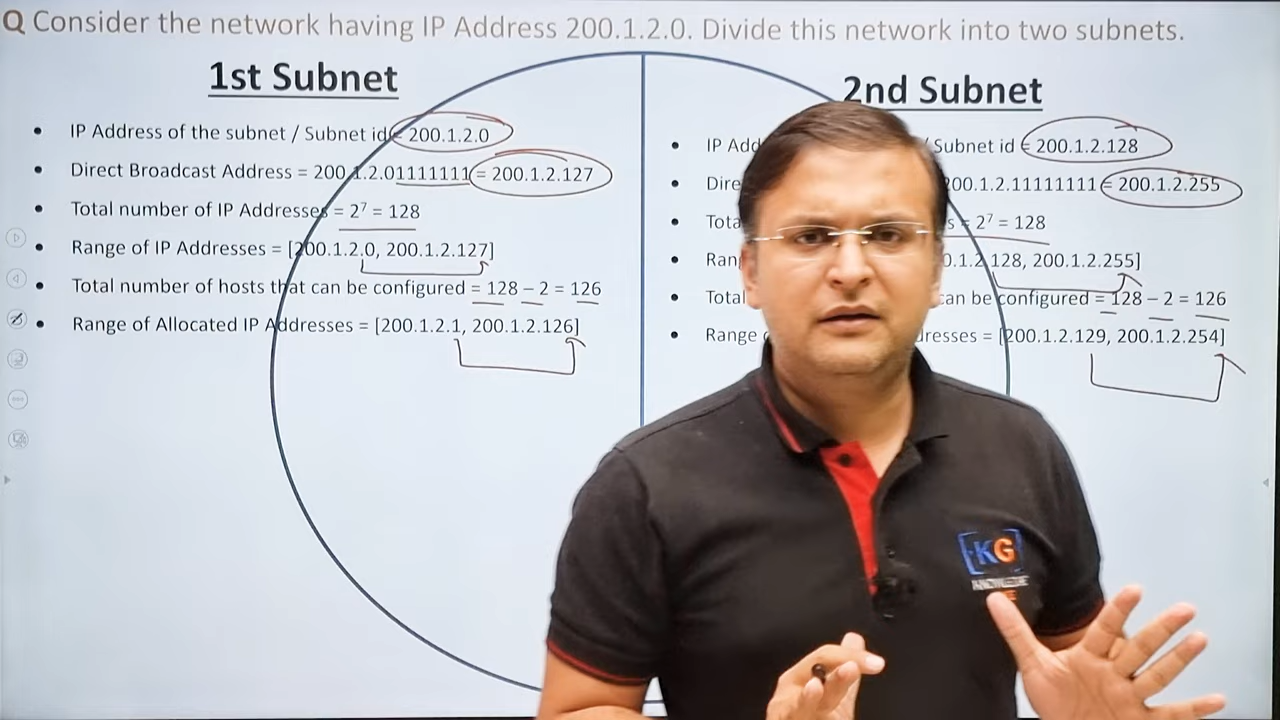 Q Consider the network having IP Address 200.1.2.0. Divide this network into two subnets.
1st Subnet
• IP Address of the subnet / Subnet id = 200.1.2.0
• Direct Broadcast Address = 200.1.2.01111111 = 200.1.2.127
• Total number of IP Addresses = 2⁷ = 128
• Range of IP Addresses = [200.1.2.0, 200.1.2.127]
• Total number of hosts that can be configured = 128 – 2 = 126
• Range of Allocated IP Addresses = [200.1.2.1, 200.1.2.126]
2nd Subnet
• IP Add / Subnet id = 200.1.2.128
• Dire 200.1.2.11111111 = 200.1.2.255
• Tota s = 2⁷ = 128
• Ran 0.1.2.128, 200.1.2.255]
• Total can be configured = 128 – 2 = 126
• Range dresses = [200.1.2.129, 200.1.2.254]
KG